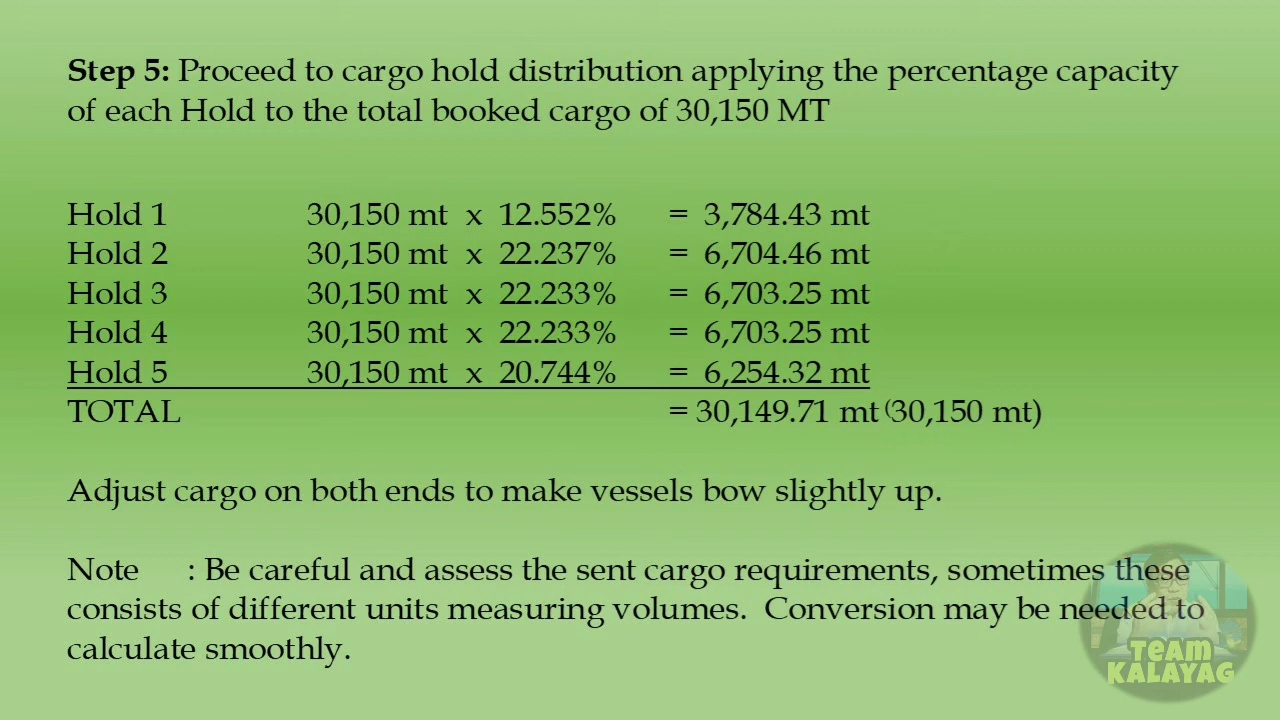 Step 5: Proceed to cargo hold distribution applying the percentage capacity
of each Hold to the total booked cargo of 30,150 MT
Hold 1 30,150 mt x 12.552% = 3,784.43 mt
Hold 2 30,150 mt x 22.237% = 6,704.46 mt
Hold 3 30,150 mt x 22.233% = 6,703.25 mt
Hold 4 30,150 mt x 22.233% = 6,703.25 mt
Hold 5 30,150 mt x 20.744% = 6,254.32 mt
TOTAL = 30,149.71 mt (30,150 mt)
Adjust cargo on both ends to make vessels bow slightly up.
Note : Be careful and assess the sent cargo requirements, sometimes these
consists of different units measuring volumes. Conversion may be needed to
calculate smoothly.
TeAM
KALAYAG